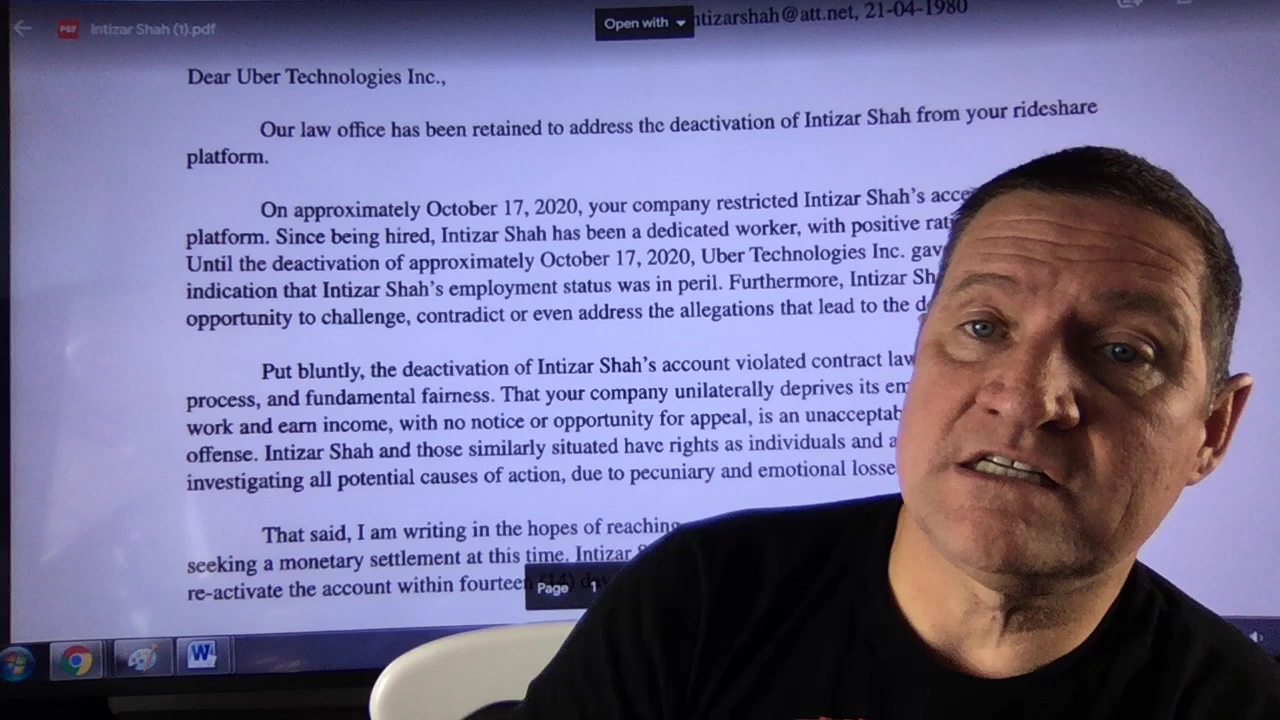 Intizar Shah (1).pdf
Open with
ntizarshah@att.net, 21-04-1980
Dear Uber Technologies Inc.,
Our law office has been retained to address the deactivation of Intizar Shah from your rideshare
platform.
On approximately October 17, 2020, your company restricted Intizar Shah's acce
platform. Since being hired, Intizar Shah has been a dedicated worker, with positive rat
Until the deactivation of approximately October 17, 2020, Uber Technologies Inc. gav
indication that Intizar Shah's employment status was in peril. Furthermore, Intizar Sh
opportunity to challenge, contradict or even address the allegations that lead to the d
Put bluntly, the deactivation of Intizar Shah's account violated contract law
process, and fundamental fairness. That your company unilaterally deprives its em
work and earn income, with no notice or opportunity for appeal, is an unacceptab
offense. Intizar Shah and those similarly situated have rights as individuals and a
investigating all potential causes of action, due to pecuniary and emotional losse
That said, I am writing in the hopes of reaching
seeking a monetary settlement at this time. Intizar S
re-activate the account within fourteen (14) day
Page 1